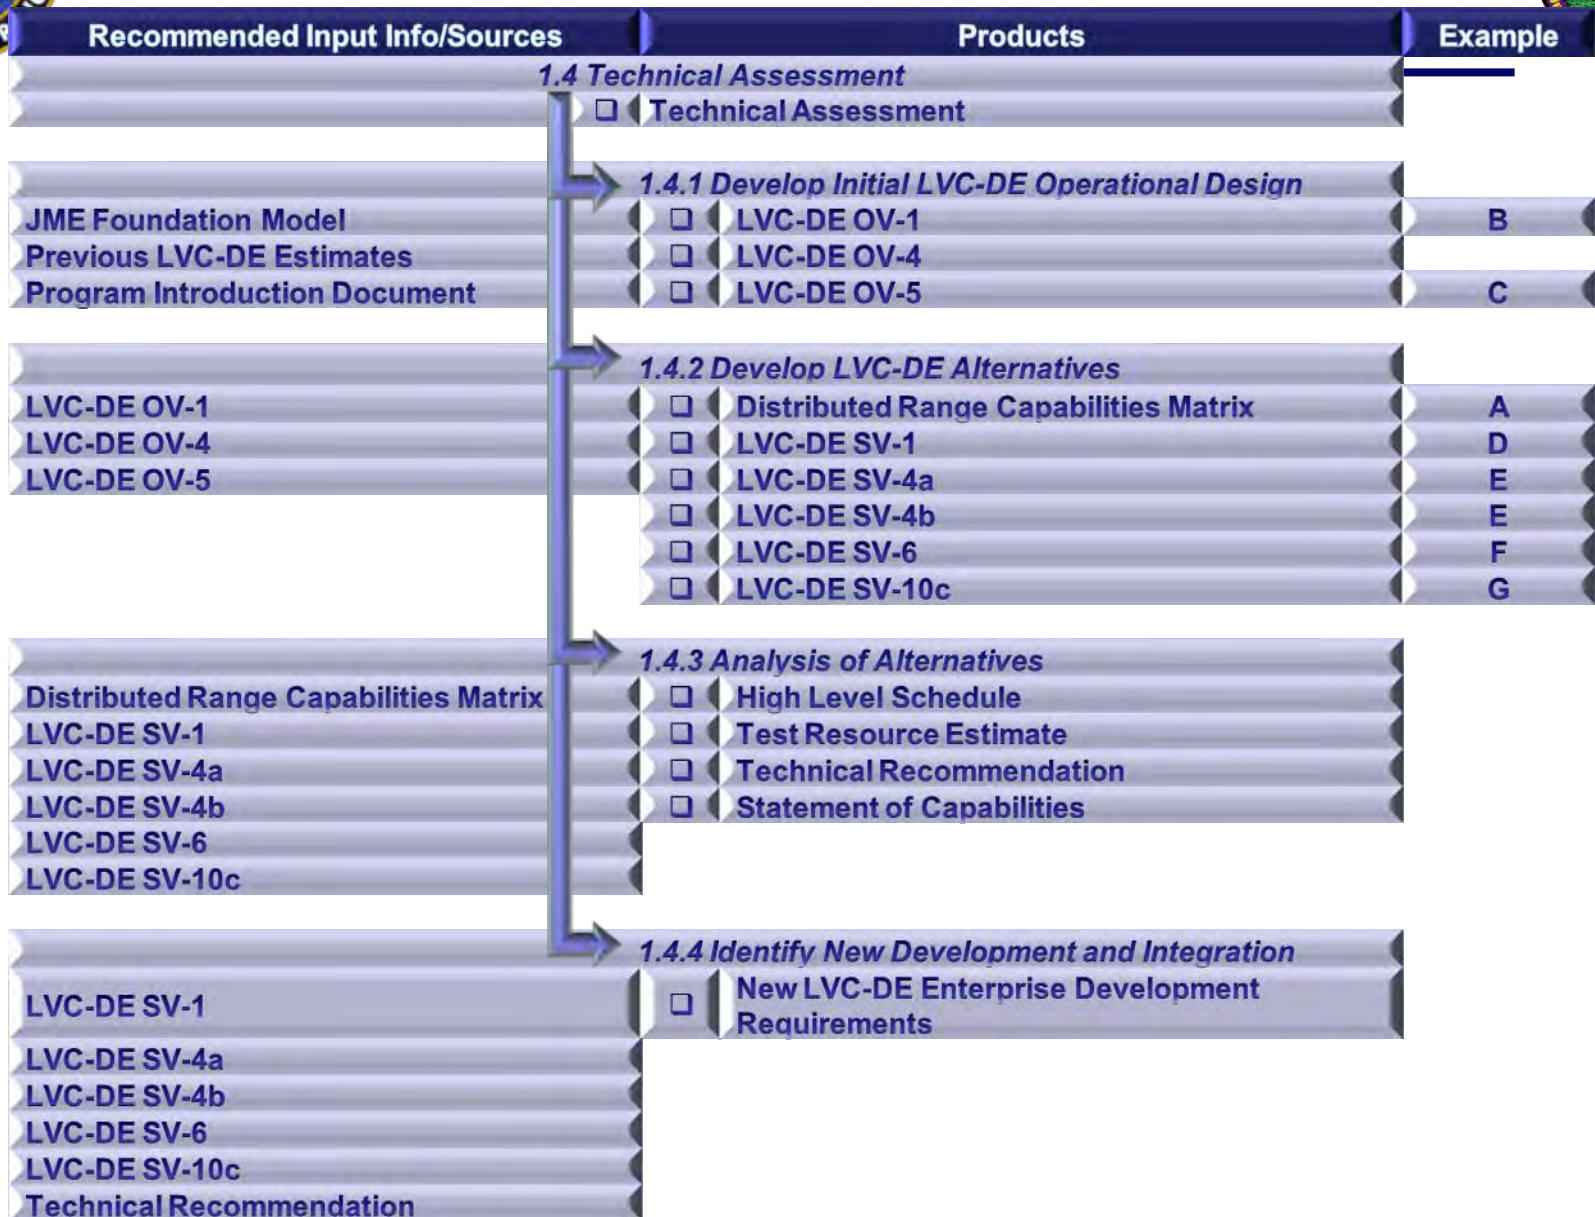 Recommended Input Info/Sources Products Example
1.4 Technical Assessment
❑ Technical Assessment
1.4.1 Develop Initial LVC-DE Operational Design
JME Foundation Model ❑ LVC-DE OV-1 B
Previous LVC-DE Estimates ❑ LVC-DE OV-4
Program Introduction Document ❑ LVC-DE OV-5 C
1.4.2 Develop LVC-DE Alternatives
LVC-DE OV-1 ❑ Distributed Range Capabilities Matrix A
LVC-DE OV-4 ❑ LVC-DE SV-1 D
LVC-DE OV-5 ❑ LVC-DE SV-4a E
❑ LVC-DE SV-4b E
❑ LVC-DE SV-6 F
❑ LVC-DE SV-10c G
1.4.3 Analysis of Alternatives
Distributed Range Capabilities Matrix ❑ High Level Schedule
LVC-DE SV-1 ❑ Test Resource Estimate
LVC-DE SV-4a ❑ Technical Recommendation
LVC-DE SV-4b ❑ Statement of Capabilities
LVC-DE SV-6
LVC-DE SV-10c
1.4.4 Identify New Development and Integration
LVC-DE SV-1 ❑ New LVC-DE Enterprise Development
Requirements
LVC-DE SV-4a
LVC-DE SV-4b
LVC-DE SV-6
LVC-DE SV-10c
Technical Recommendation